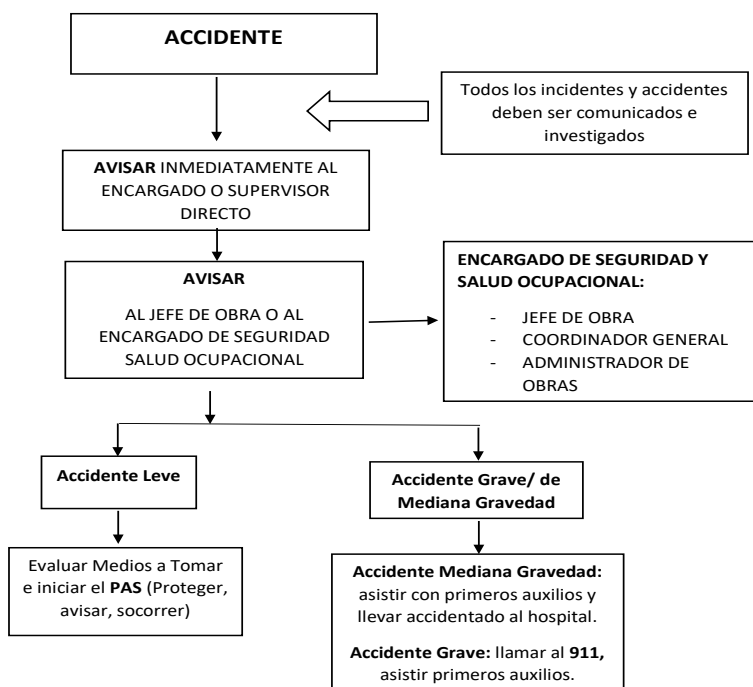 ACCIDENTE
Todos los incidentes y accidentes
deben ser comunicados e
investigados
AVISAR INMEDIATAMENTE AL
ENCARGADO O SUPERVISOR
DIRECTO
AVISAR
AL JEFE DE OBRA O AL
ENCARGADO DE SEGURIDAD
SALUD OCUPACIONAL
ENCARGADO DE SEGURIDAD Y
SALUD OCUPACIONAL:
- JEFE DE OBRA
- COORDINADOR GENERAL
- ADMINISTRADOR DE
OBRAS
Accidente Leve
Accidente Grave/ de
Mediana Gravedad
Evaluar Medios a Tomar
e iniciar el PAS (Proteger,
avisar, socorrer)
Accidente Mediana Gravedad:
asistir con primeros auxilios y
llevar accidentado al hospital.
Accidente Grave: llamar al 911,
asistir primeros auxilios.